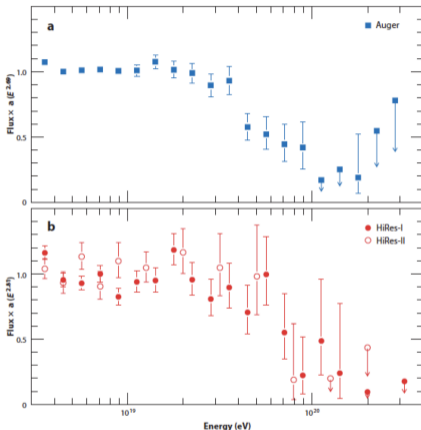 a
Auger
1.0
0.5
0
Flux × a (E^2.69)
b
HiRes-I
HiRes-II
1.0
0.5
0
Flux × a (E^2.81)
10^19
10^20
Energy (eV)